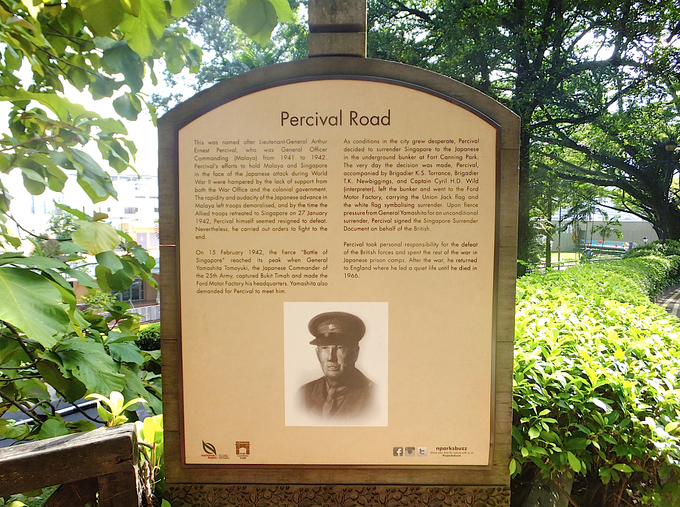 Percival Road
This was named after Lieutenant-General Arthur
Ernest Percival, who was General Officer
Commanding (Malaya) from 1941 to 1942.
Percival's efforts to hold Malaya and Singapore
in the face of the Japanese attack during World
War II were hampered by the lack of support from
both the War Office and the colonial government.
The rapidity and audacity of the Japanese advance in
Malaya left troops demoralised, and by the time the
Allied troops retreated to Singapore on 27 January
1942, Percival himself seemed resigned to defeat.
Nevertheless, he carried out orders to fight to the
end.
On 15 February 1942, the fierce "Battle of
Singapore" reached its peak when General
Yamashita Tomoyuki, the Japanese Commander of
the 25th Army, captured Bukit Timah and made the
Ford Motor Factory his headquarters. Yamashita also
demanded for Percival to meet him.
As conditions in the city grew desperate, Percival
decided to surrender Singapore to the Japanese
in the underground bunker at Fort Canning Park.
The very day the decision was made, Percival,
accompanied by Brigadier K.S. Torrance, Brigadier
T.K. Newbiggings, and Captain Cyril H.D. Wild
(interpreter), left the bunker and went to the Ford
Motor Factory, carrying the Union Jack flag and
the white flag symbolising surrender. Upon fierce
pressure from General Yamashita for an unconditional
surrender, Percival signed the Singapore Surrender
Document on behalf of the British.
Percival took personal responsibility for the defeat
of the British forces and spent the rest of the war in
Japanese prison camps. After the war, he returned
to England where he led a quiet life until he died in
1966.
nparksbuzz